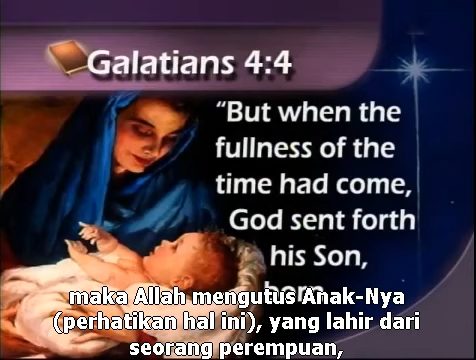 Galatians 4:4
“But when the
fullness of the
time had come,
God sent forth
his Son,
born
maka Allah mengutus Anak-Nya
(perhatikan hal ini), yang lahir dari
seorang perempuan,